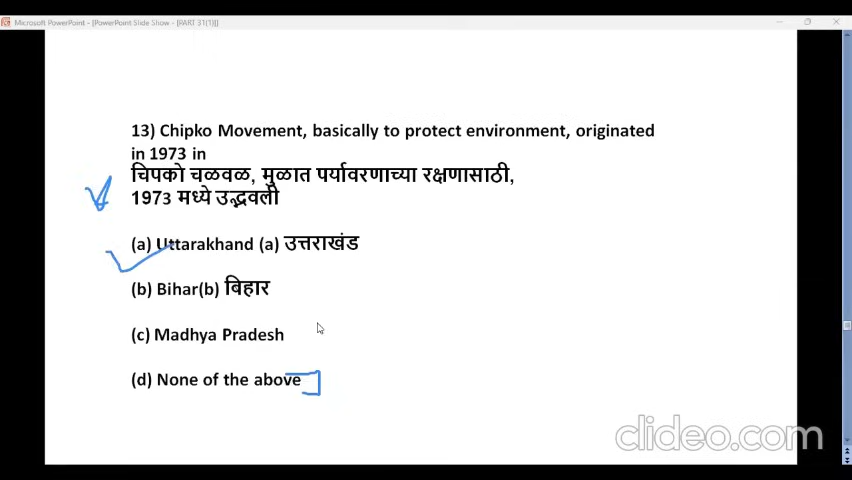 Microsoft PowerPoint - [PowerPoint Slide Show - [PART 31(1)]]
13) Chipko Movement, basically to protect environment, originated
in 1973 in
चिपको चळवळ, मुळात पर्यावरणाच्या रक्षणासाठी,
1973 मध्ये उद्भवली
(a) Uttarakhand (a) उत्तराखंड
(b) Bihar(b) बिहार
(c) Madhya Pradesh
(d) None of the above
clideo.com